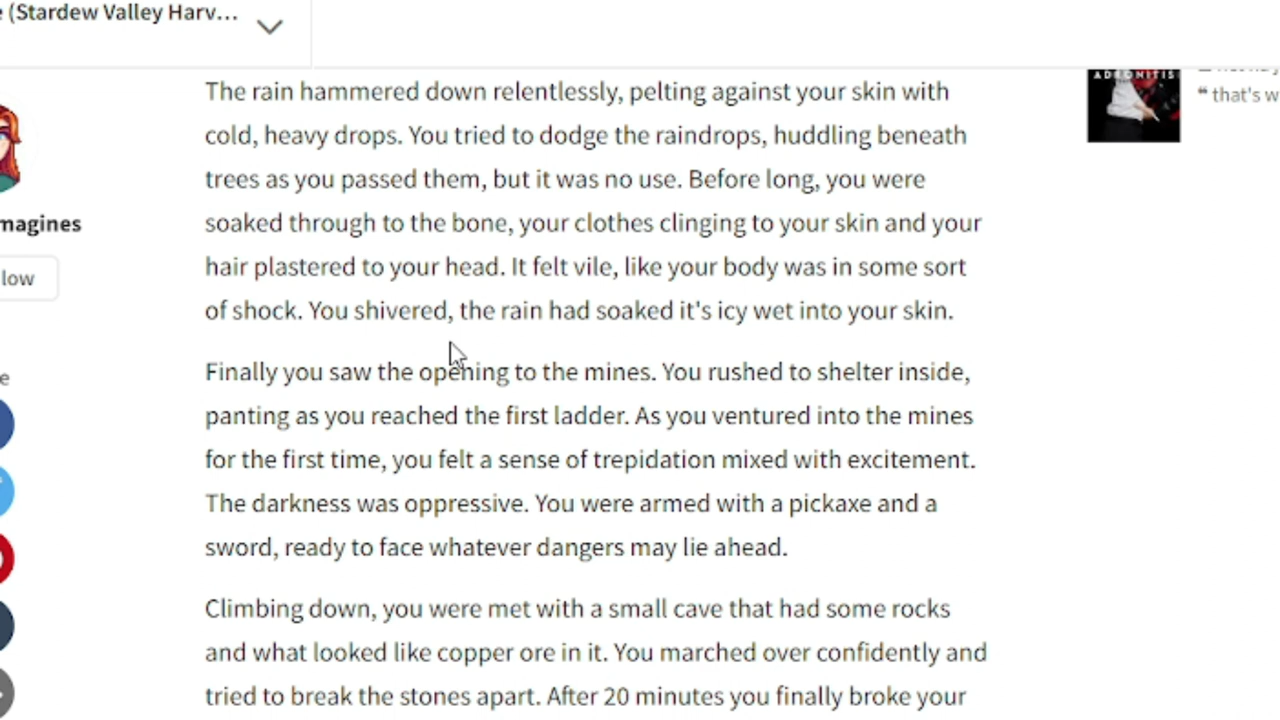 e (Stardew Valley Harv...
The rain hammered down relentlessly, pelting against your skin with
cold, heavy drops. You tried to dodge the raindrops, huddling beneath
trees as you passed them, but it was no use. Before long, you were
soaked through to the bone, your clothes clinging to your skin and your
hair plastered to your head. It felt vile, like your body was in some sort
of shock. You shivered, the rain had soaked it's icy wet into your skin.
Finally you saw the opening to the mines. You rushed to shelter inside,
panting as you reached the first ladder. As you ventured into the mines
for the first time, you felt a sense of trepidation mixed with excitement.
The darkness was oppressive. You were armed with a pickaxe and a
sword, ready to face whatever dangers may lie ahead.
Climbing down, you were met with a small cave that had some rocks
and what looked like copper ore in it. You marched over confidently and
tried to break the stones apart. After 20 minutes you finally broke your
magines
low
e
❝ that's w